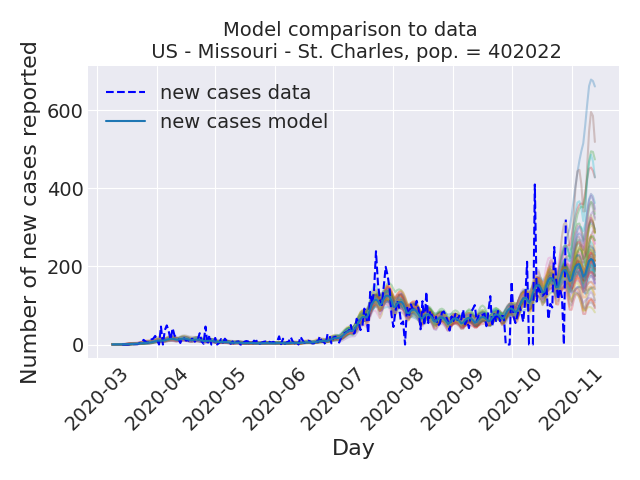 Model comparison to data
US - Missouri - St. Charles, pop. = 402022
Number of new cases reported
new cases data
new cases model
600
400
200
0
2020-03
2020-04
2020-05
2020-06
2020-07
2020-08
2020-09
2020-10
2020-11
Day